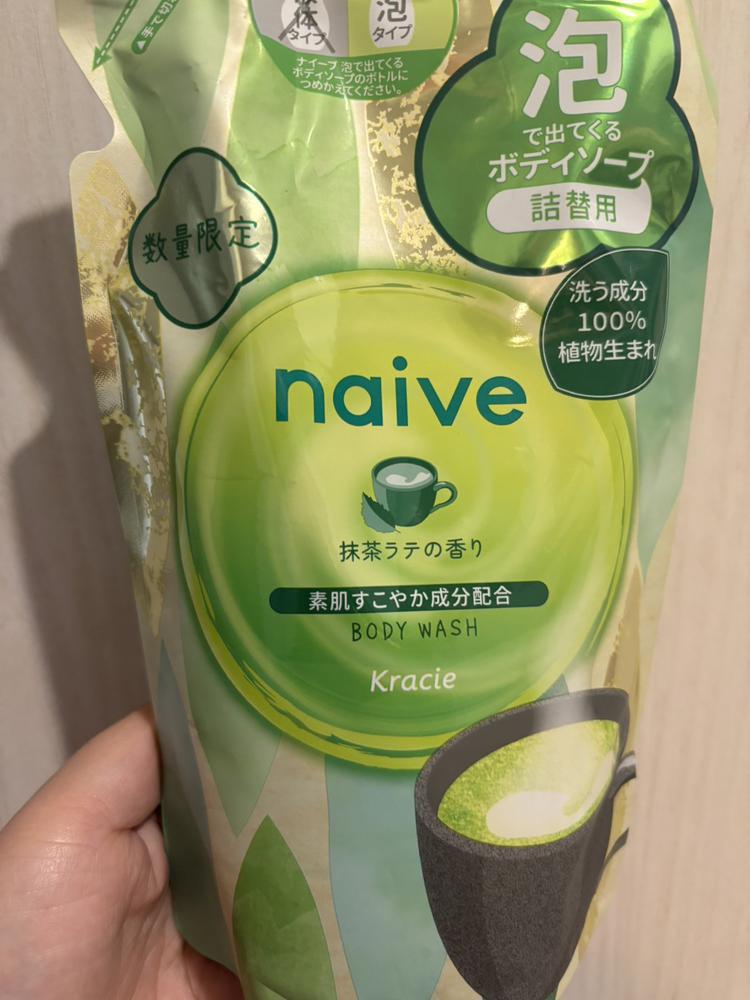 体
タイプ
泡
タイプ
ナイーブ 泡で出てくる
ボディソープのボトルに
つめかえてください。
泡
で出てくる
ボディソープ
詰替用
数量限定
洗う成分
100%
植物生まれ
naive
抹茶ラテの香り
素肌すこやか成分配合
BODY WASH
Kracie